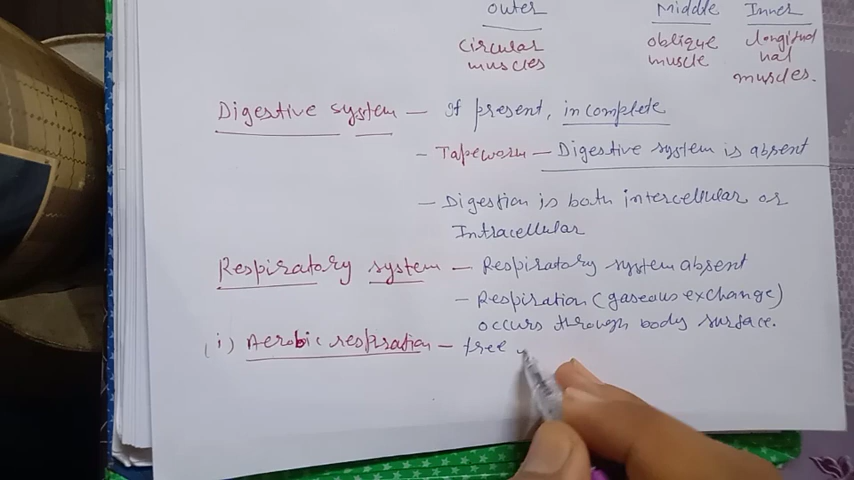 outer Middle Inner
circular oblique longitudi
muscles muscle nal
muscles.
Digestive system — If present, incomplete
- Tapeworm — Digestive system is absent
- Digestion is both intercellular or
Intracellular
Respiratory system — Respiratory system absent
- Respiration (gaseous exchange)
occurs through body surface.
(i) Aerobic respiration — free